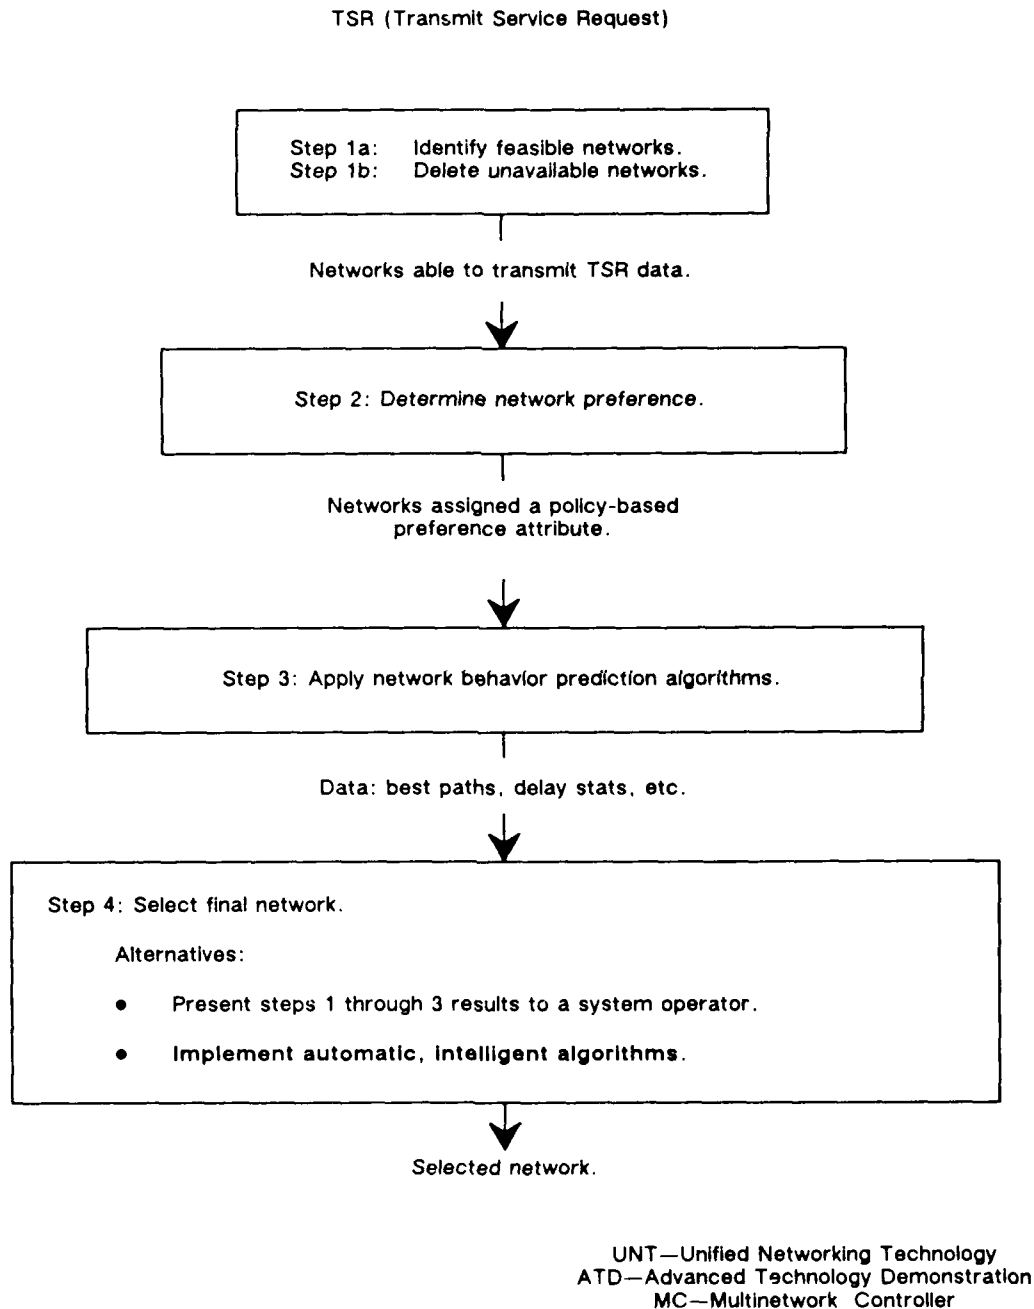 TSR (Transmit Service Request)
Step 1a: Identify feasible networks.
Step 1b: Delete unavailable networks.
Networks able to transmit TSR data.
Step 2: Determine network preference.
Networks assigned a policy-based
preference attribute.
Step 3: Apply network behavior prediction algorithms.
Data: best paths, delay stats, etc.
Step 4: Select final network.
Alternatives:
● Present steps 1 through 3 results to a system operator.
● Implement automatic, intelligent algorithms.
Selected network.
UNT—Unified Networking Technology
ATD—Advanced Technology Demonstration
MC—Multinetwork Controller